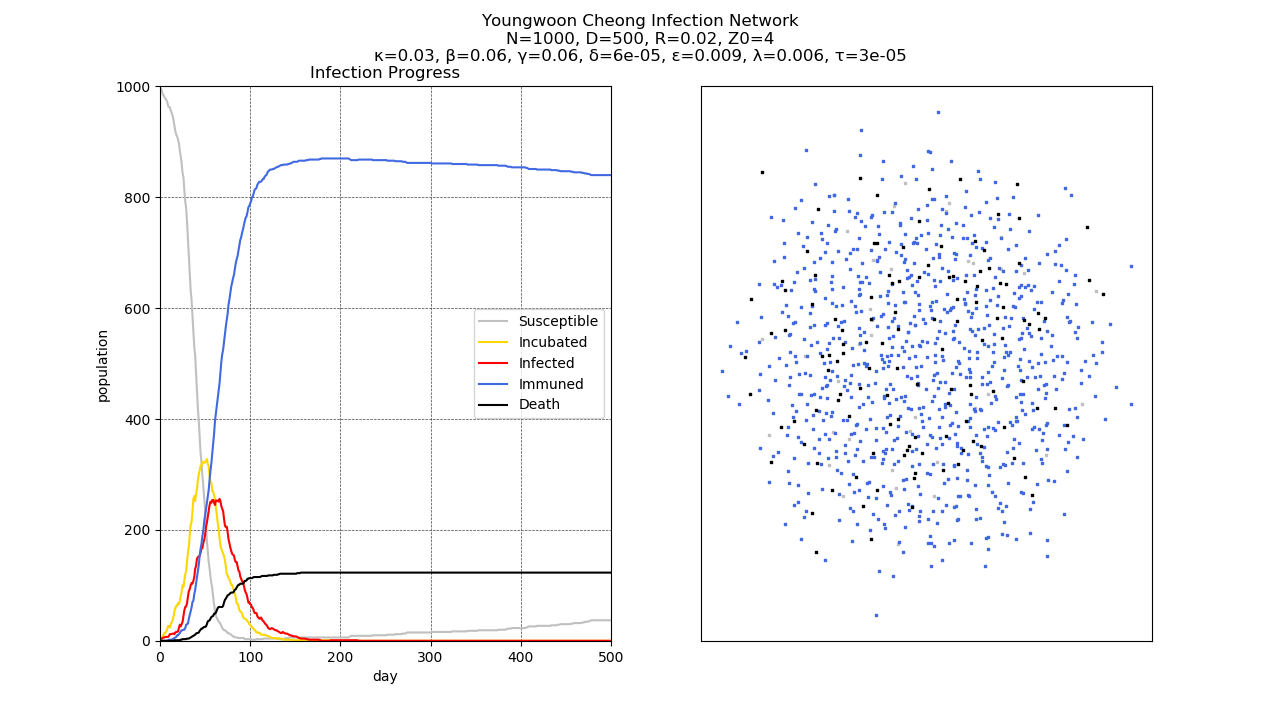 Youngwoon Cheong Infection Network
N=1000, D=500, R=0.02, Z0=4
κ=0.03, β=0.06, γ=0.06, δ=6e-05, ε=0.009, λ=0.006, τ=3e-05
Infection Progress
1000
800
600
400
200
0
population
Susceptible
Incubated
Infected
Immuned
Death
0 100 200 300 400 500
day